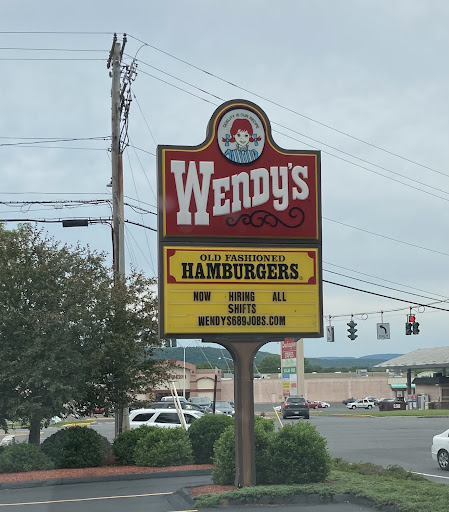 QUALITY IS OUR RECIPE
WENDY'S
OLD FASHIONED
HAMBURGERS
NOW HIRING ALL
SHIFTS
WENDYS689JOBS.COM